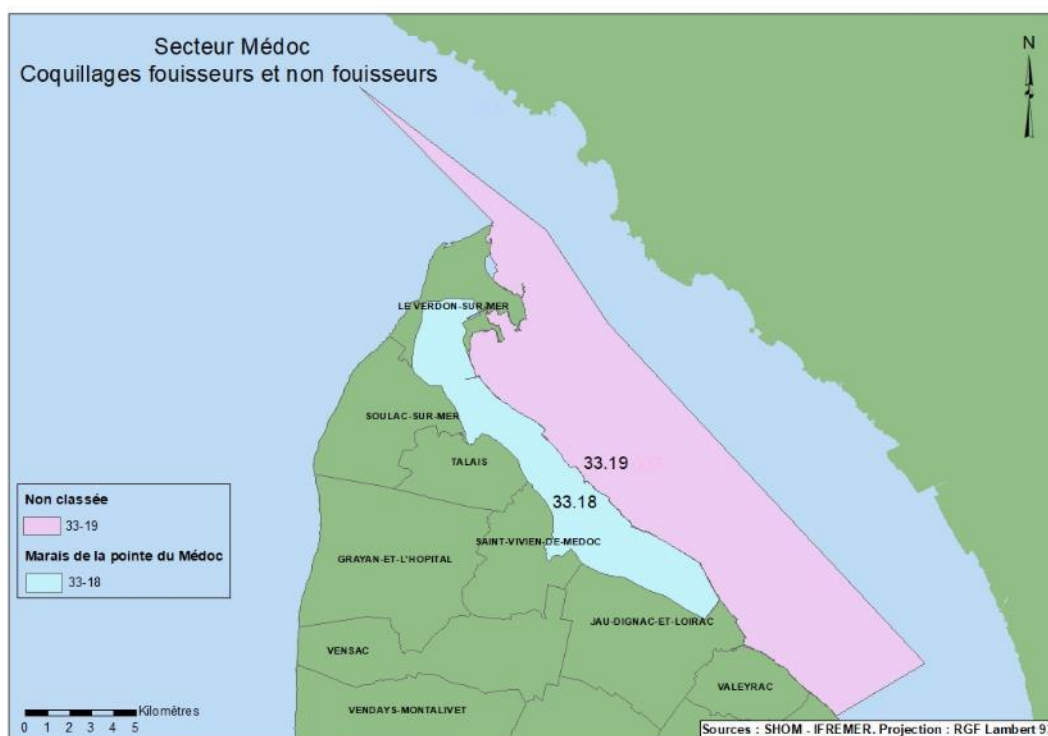 Secteur Médoc
Coquillages fouisseurs et non fouisseurs
N
LE VERDON-SUR-MER
SOULAC-SUR-MER
TALAIS
33.19
33.18
Non classée
33-19
Marais de la pointe du Médoc
33-18
SAINT-VIVIEN-DE-MEDOC
GRAYAN-ET-L'HOPITAL
JAU-DIGNAC-ET-LOIRAC
VENSAC
VALEYRAC
VENDAYS-MONTALIVET
Kilomètres
0 1 2 3 4 5
Sources : SHOM - IFREMER. Projection : RGF Lambert 9